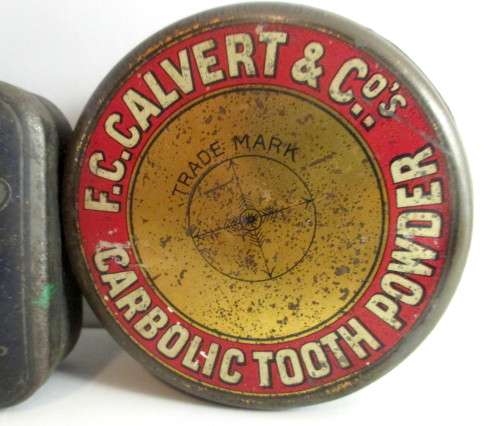 F.C. CALVERT & Co's
TRADE MARK
CARBOLIC TOOTH POWDER